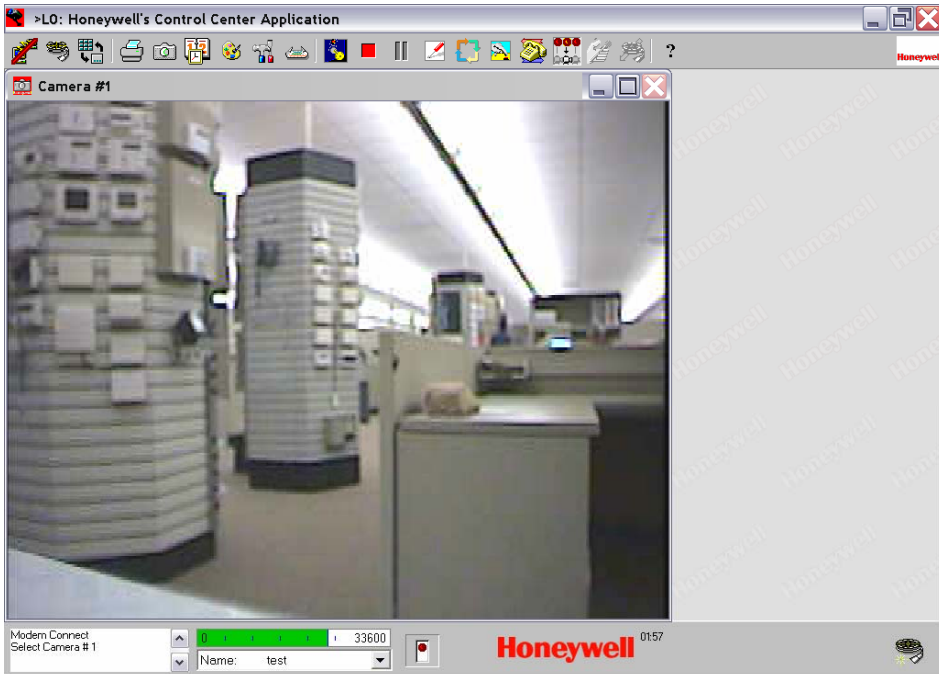 >L0: Honeywell's Control Center Application
?
Honeywell
Camera #1
Modem Connect
Select Camera # 1
0
33600
Name: test
Honeywell
01:57